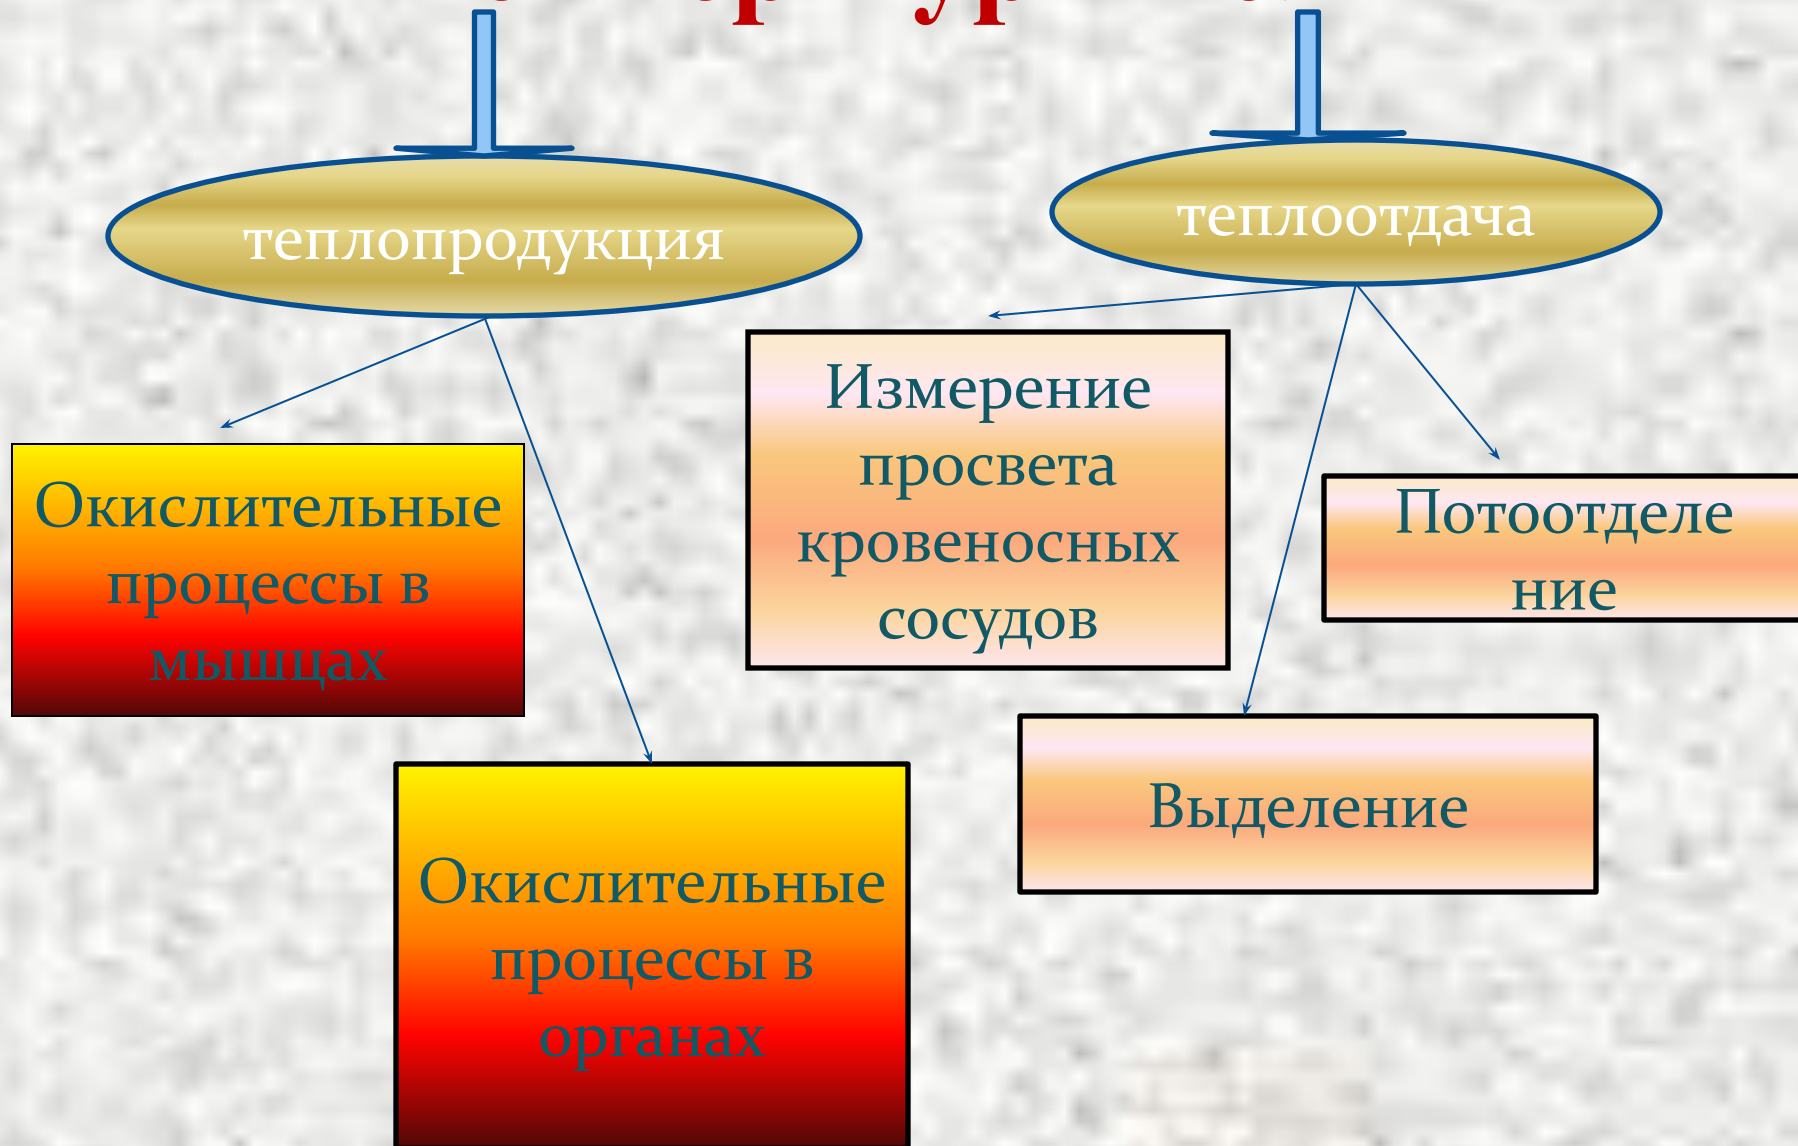 теплопродукция
теплоотдача
Окислительные
процессы в
мышцах
Окислительные
процессы в
органах
Измерение
просвета
кровеносных
сосудов
Потоотделе
ние
Выделение